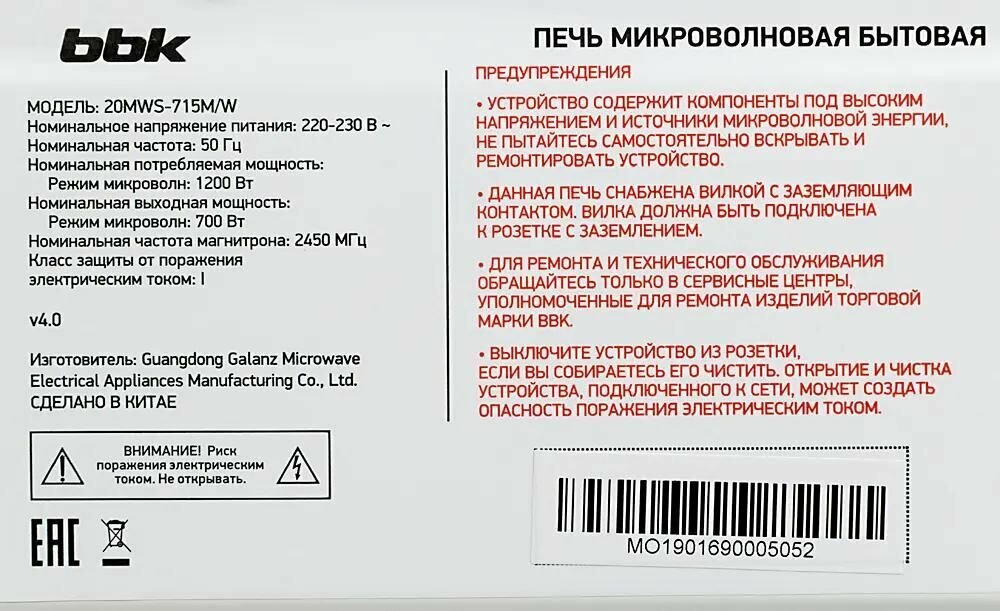 bbk
МОДЕЛЬ: 20MWS-715M/W
Номинальное напряжение питания: 220-230 В ~
Номинальная частота: 50 Гц
Номинальная потребляемая мощность:
Режим микроволн: 1200 Вт
Номинальная выходная мощность:
Режим микроволн: 700 Вт
Номинальная частота магнитрона: 2450 МГц
Класс защиты от поражения
электрическим током: I
v4.0
Изготовитель: Guangdong Galanz Microwave
Electrical Appliances Manufacturing Co., Ltd.
СДЕЛАНО В КИТАЕ
ВНИМАНИЕ! Риск
поражения электрическим
током. Не открывать.
EAC
ПЕЧЬ МИКРОВОЛНОВАЯ БЫТОВАЯ
ПРЕДУПРЕЖДЕНИЯ
• УСТРОЙСТВО СОДЕРЖИТ КОМПОНЕНТЫ ПОД ВЫСОКИМ
НАПРЯЖЕНИЕМ И ИСТОЧНИКИ МИКРОВОЛНОВОЙ ЭНЕРГИИ,
НЕ ПЫТАЙТЕСЬ САМОСТОЯТЕЛЬНО ВСКРЫВАТЬ И
РЕМОНТИРОВАТЬ УСТРОЙСТВО.
• ДАННАЯ ПЕЧЬ СНАБЖЕНА ВИЛКОЙ С ЗАЗЕМЛЯЮЩИМ
КОНТАКТОМ. ВИЛКА ДОЛЖНА БЫТЬ ПОДКЛЮЧЕНА
К РОЗЕТКЕ С ЗАЗЕМЛЕНИЕМ.
• ДЛЯ РЕМОНТА И ТЕХНИЧЕСКОГО ОБСЛУЖИВАНИЯ
ОБРАЩАЙТЕСЬ ТОЛЬКО В СЕРВИСНЫЕ ЦЕНТРЫ,
УПОЛНОМОЧЕННЫЕ ДЛЯ РЕМОНТА ИЗДЕЛИЙ ТОРГОВОЙ
МАРКИ BBK.
• ВЫКЛЮЧИТЕ УСТРОЙСТВО ИЗ РОЗЕТКИ,
ЕСЛИ ВЫ СОБИРАЕТЕСЬ ЕГО ЧИСТИТЬ. ОТКРЫТИЕ И ЧИСТКА
УСТРОЙСТВА, ПОДКЛЮЧЕННОГО К СЕТИ, МОЖЕТ СОЗДАТЬ
ОПАСНОСТЬ ПОРАЖЕНИЯ ЭЛЕКТРИЧЕСКИМ ТОКОМ.
MO1901690005052